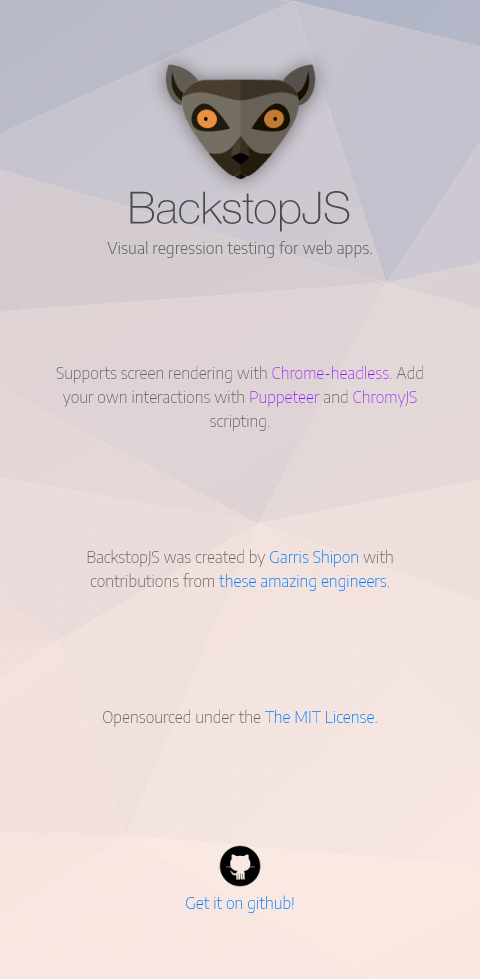 BackstopJS
Visual regression testing for web apps.
Supports screen rendering with Chrome-headless. Add
your own interactions with Puppeteer and ChromyJS
scripting.
BackstopJS was created by Garris Shipon with
contributions from these amazing engineers.
Opensourced under the The MIT License.
Get it on github!